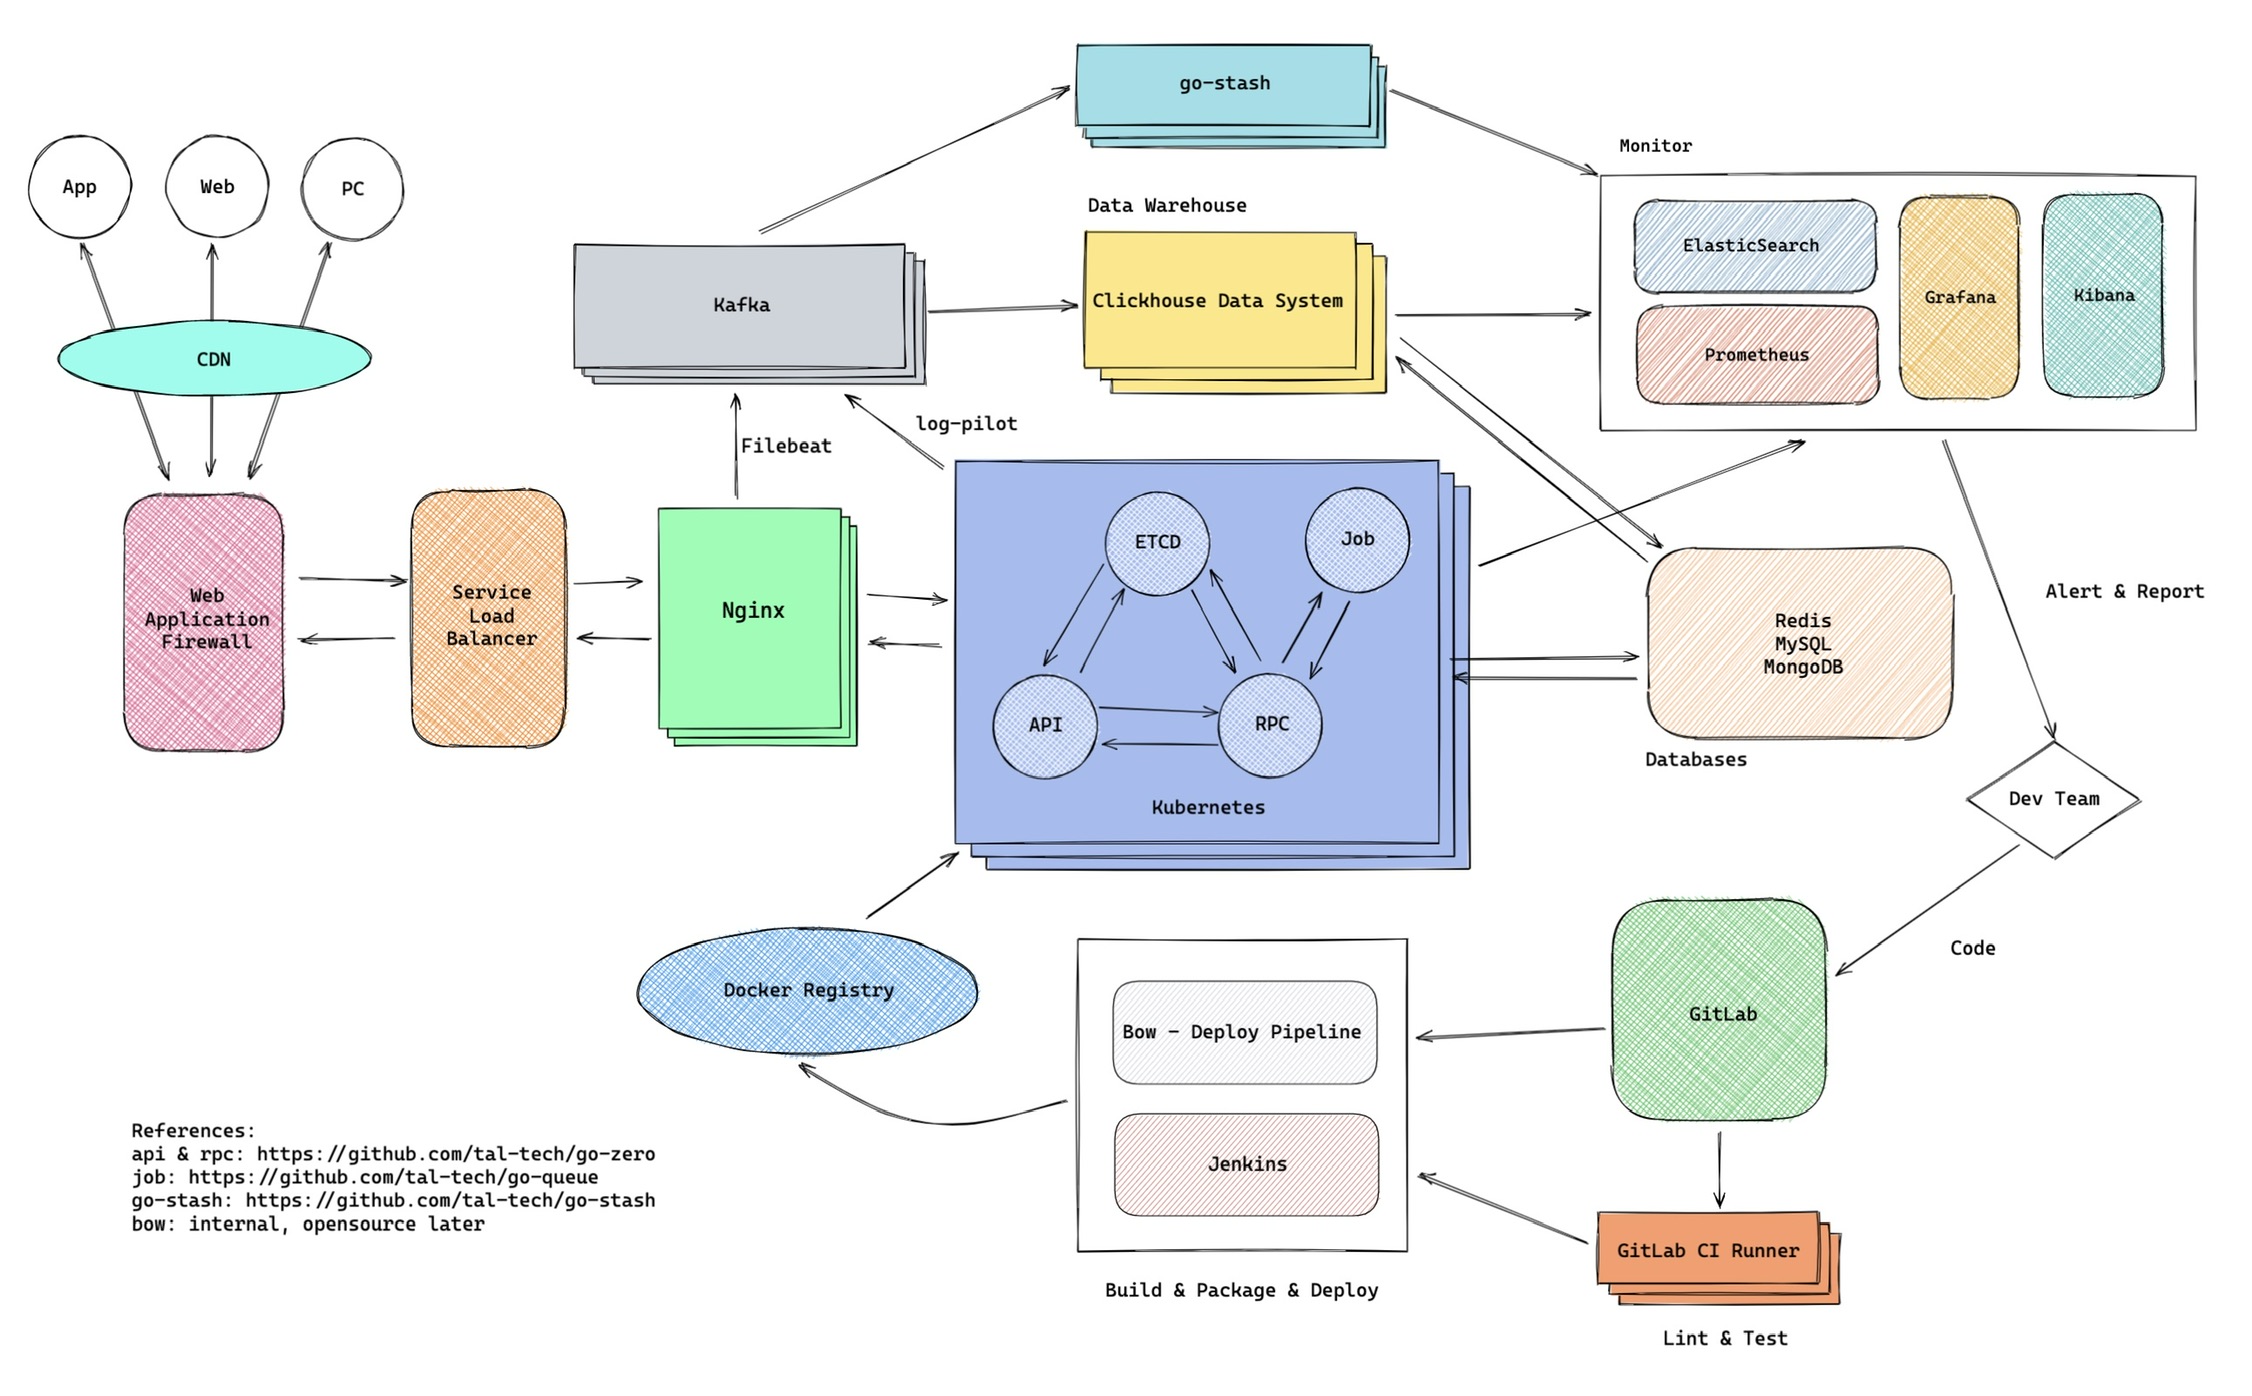 go-stash
Monitor
App
Web
PC
Data Warehouse
ElasticSearch
Grafana
Kibana
Kafka
Clickhouse Data System
Prometheus
CDN
log-pilot
Filebeat
ETCD
Job
Web
Application
Firewall
Service
Load
Balancer
Nginx
Alert & Report
Redis
MySQL
MongoDB
API
RPC
Databases
Kubernetes
Dev Team
Code
Docker Registry
Bow - Deploy Pipeline
GitLab
References:
api & rpc: https://github.com/tal-tech/go-zero
job: https://github.com/tal-tech/go-queue
go-stash: https://github.com/tal-tech/go-stash
bow: internal, opensource later
Jenkins
GitLab CI Runner
Build & Package & Deploy
Lint & Test